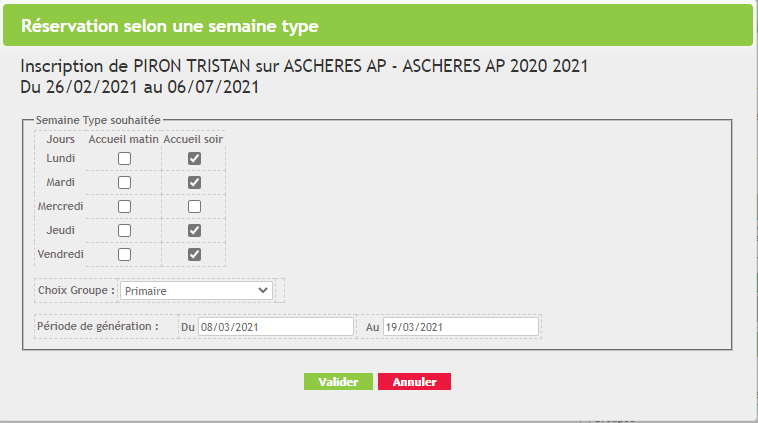 Réservation selon une semaine type
Inscription de PIRON TRISTAN sur ASCHERES AP - ASCHERES AP 2020 2021
Du 26/02/2021 au 06/07/2021
Semaine Type souhaitée
Jours Accueil matin Accueil soir
Lundi
Mardi
Mercredi
Jeudi
Vendredi
Choix Groupe : Primaire
Période de génération : Du 08/03/2021 Au 19/03/2021
Valider Annuler